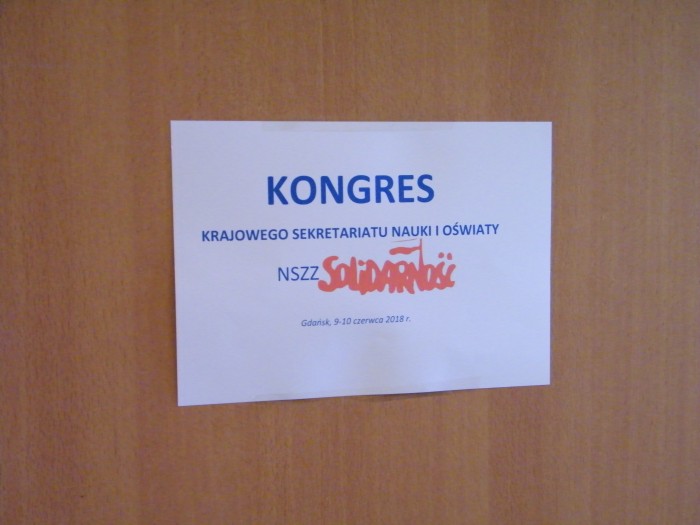 KONGRES
KRAJOWEGO SEKRETARIATU NAUKI I OŚWIATY
NSZZ SOLiDARNOŚĆ
Gdańsk, 9-10 czerwca 2018 r.